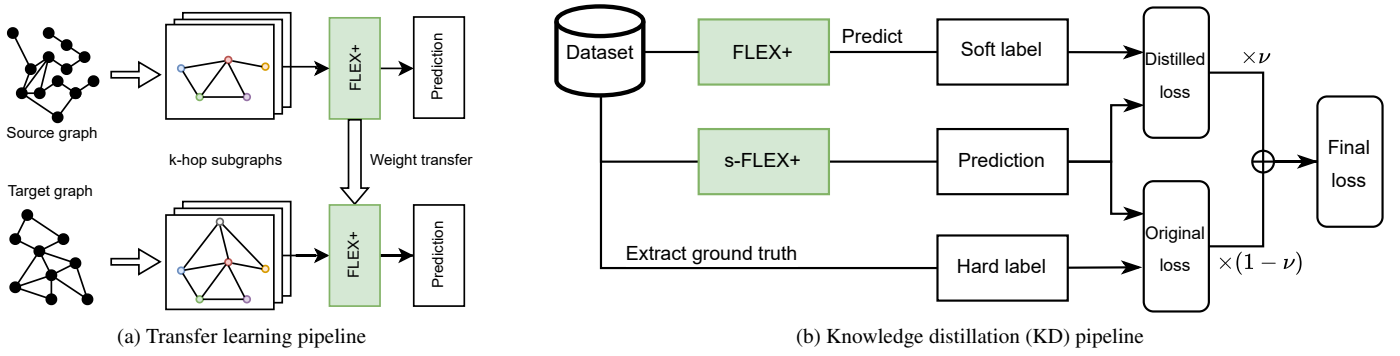 Source graph
k-hop subgraphs
FLEX+
Prediction
Weight transfer
Target graph
FLEX+
Prediction
(a) Transfer learning pipeline
Dataset
FLEX+
Predict
Soft label
Distilled
loss
×ν
s-FLEX+
Prediction
Final
loss
Extract ground truth
Hard label
Original
loss
×(1 − ν)
(b) Knowledge distillation (KD) pipeline